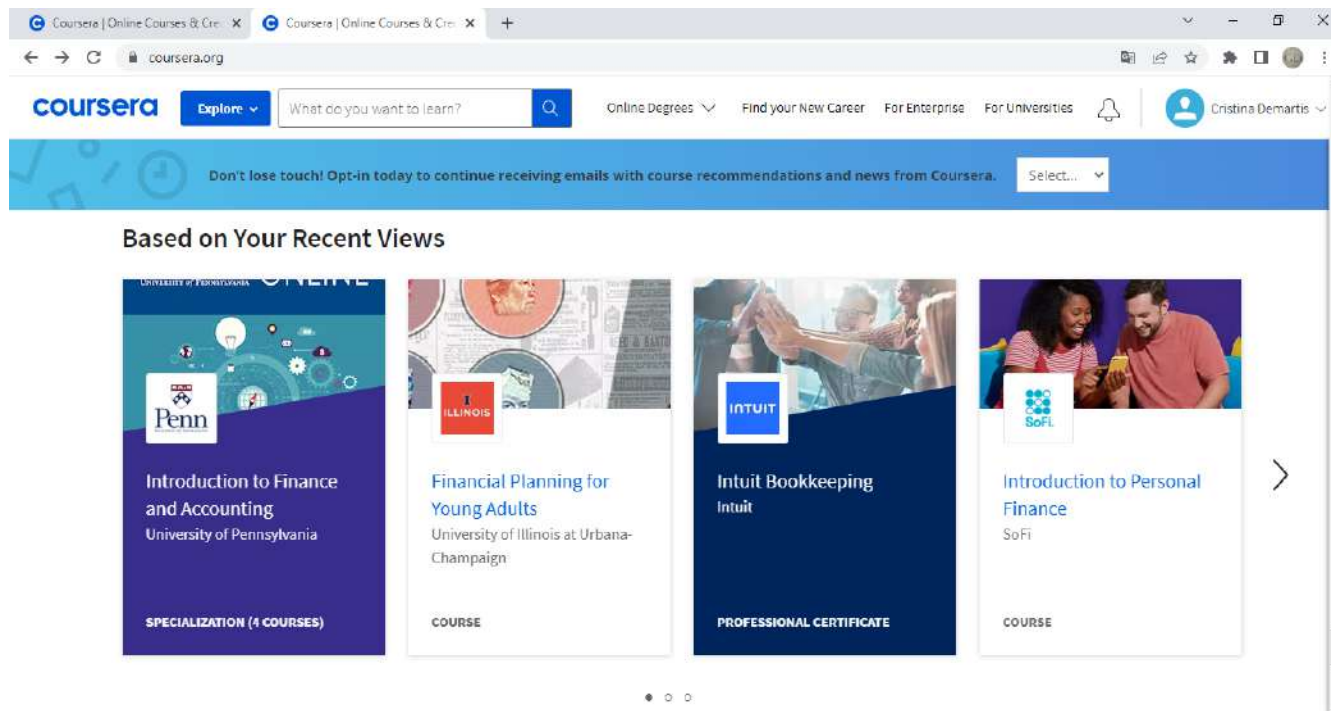 Coursera | Online Courses & Cre
Coursera | Online Courses & Cre
coursera.org
coursera
Explore
What do you want to learn?
Online Degrees
Find your New Career
For Enterprise
For Universities
Cristina Demartis
Don't lose touch! Opt-in today to continue receiving emails with course recommendations and news from Coursera.
Select...
Based on Your Recent Views
UNIVERSITY OF PENNSYLVANIA ONLINE
Penn
Introduction to Finance
and Accounting
University of Pennsylvania
SPECIALIZATION (4 COURSES)
I
ILLINOIS
Financial Planning for
Young Adults
University of Illinois at Urbana-
Champaign
COURSE
INTUIT
Intuit Bookkeeping
Intuit
PROFESSIONAL CERTIFICATE
SoFi
Introduction to Personal
Finance
SoFi
COURSE